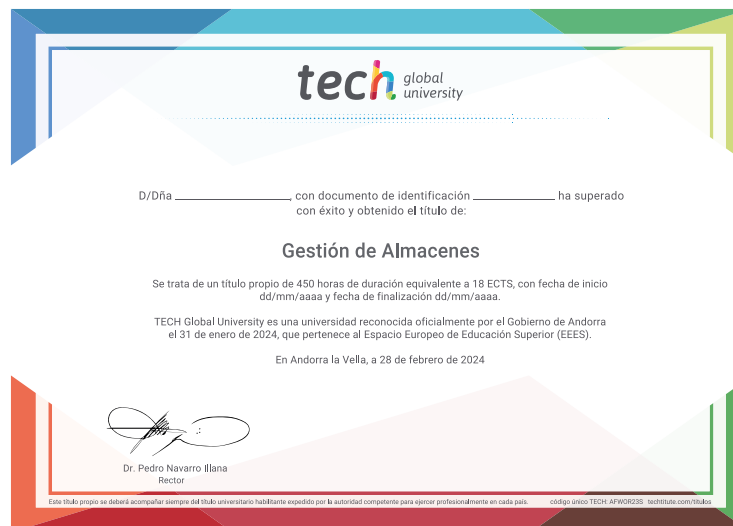 tech global university
D/Dña ____________________, con documento de identificación ______________ ha superado
con éxito y obtenido el título de:
Gestión de Almacenes
Se trata de un título propio de 450 horas de duración equivalente a 18 ECTS, con fecha de inicio
dd/mm/aaaa y fecha de finalización dd/mm/aaaa.
TECH Global University es una universidad reconocida oficialmente por el Gobierno de Andorra
el 31 de enero de 2024, que pertenece al Espacio Europeo de Educación Superior (EEES).
En Andorra la Vella, a 28 de febrero de 2024
Dr. Pedro Navarro Illana
Rector
Este título propio se deberá acompañar siempre del título universitario habilitante expedido por la autoridad competente para ejercer profesionalmente en cada país. código único TECH: AFWOR23S techtitute.com/titulos